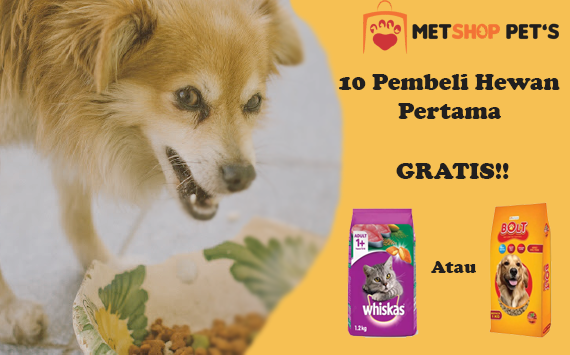 METSHOP PET'S
10 Pembeli Hewan
Pertama
GRATIS!!
ADULT
1+
whiskas
1.2kg
Atau
BOLT